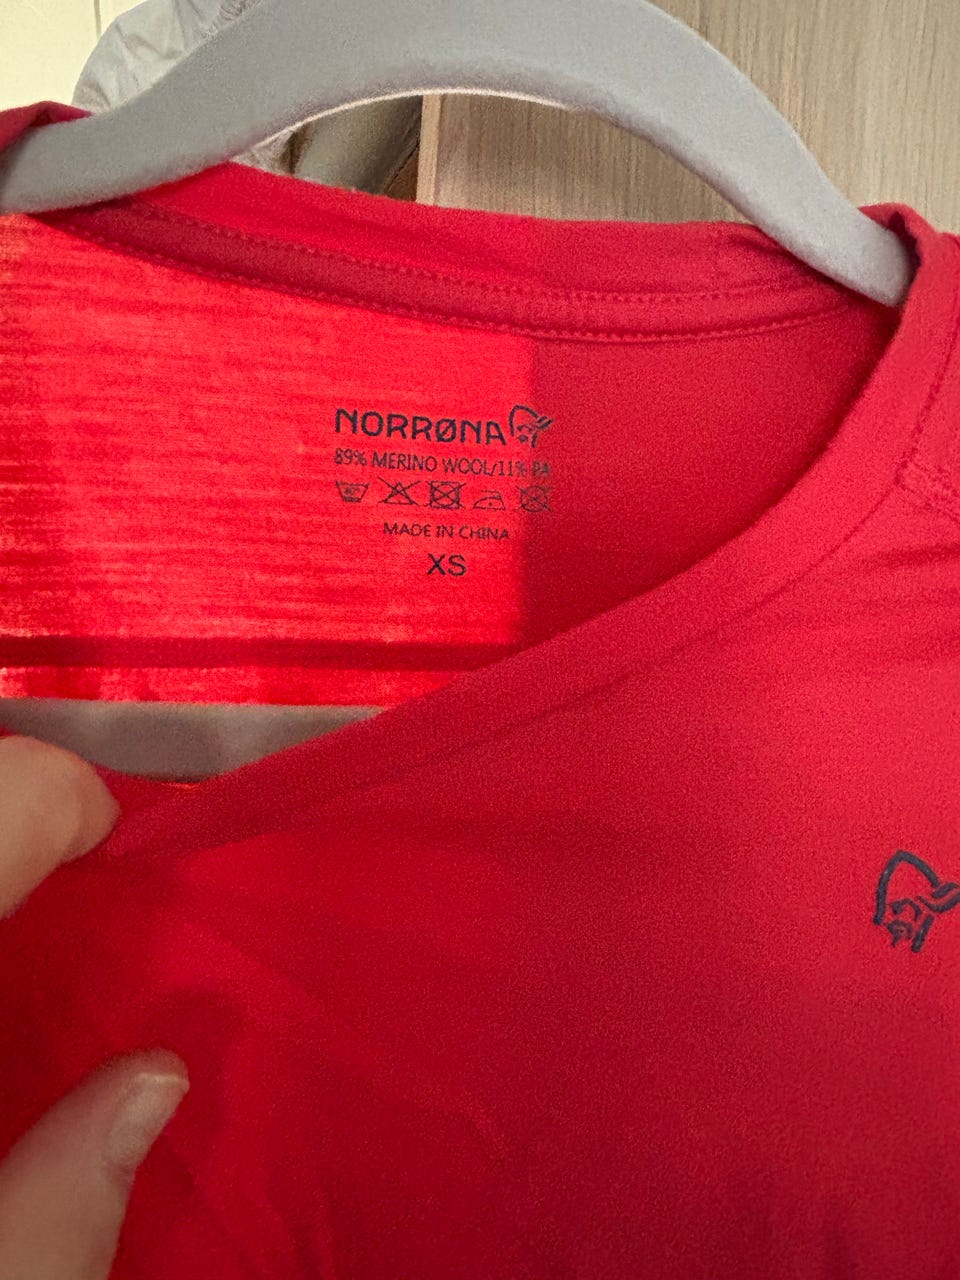 NORRØNA
89% MERINO WOOL/11% PA
MADE IN CHINA
XS